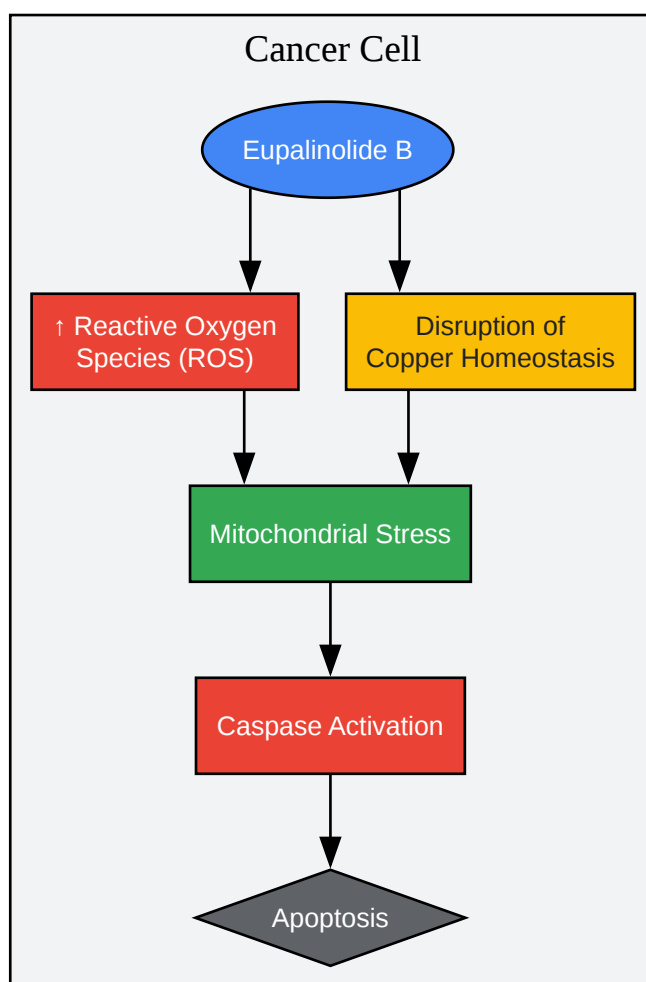 Cancer Cell
Eupalinolide B
↑ Reactive Oxygen
Species (ROS)
Disruption of
Copper Homeostasis
Mitochondrial Stress
Caspase Activation
Apoptosis